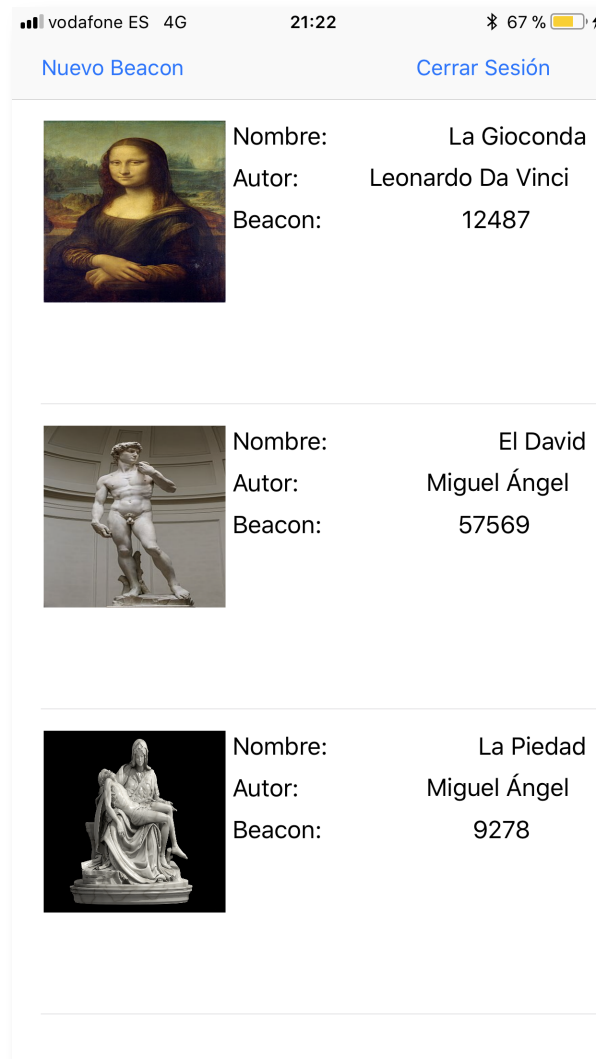 vodafone ES 4G 21:22 67 %
Nuevo Beacon Cerrar Sesión
Nombre: La Gioconda
Autor: Leonardo Da Vinci
Beacon: 12487
Nombre: El David
Autor: Miguel Ángel
Beacon: 57569
Nombre: La Piedad
Autor: Miguel Ángel
Beacon: 9278